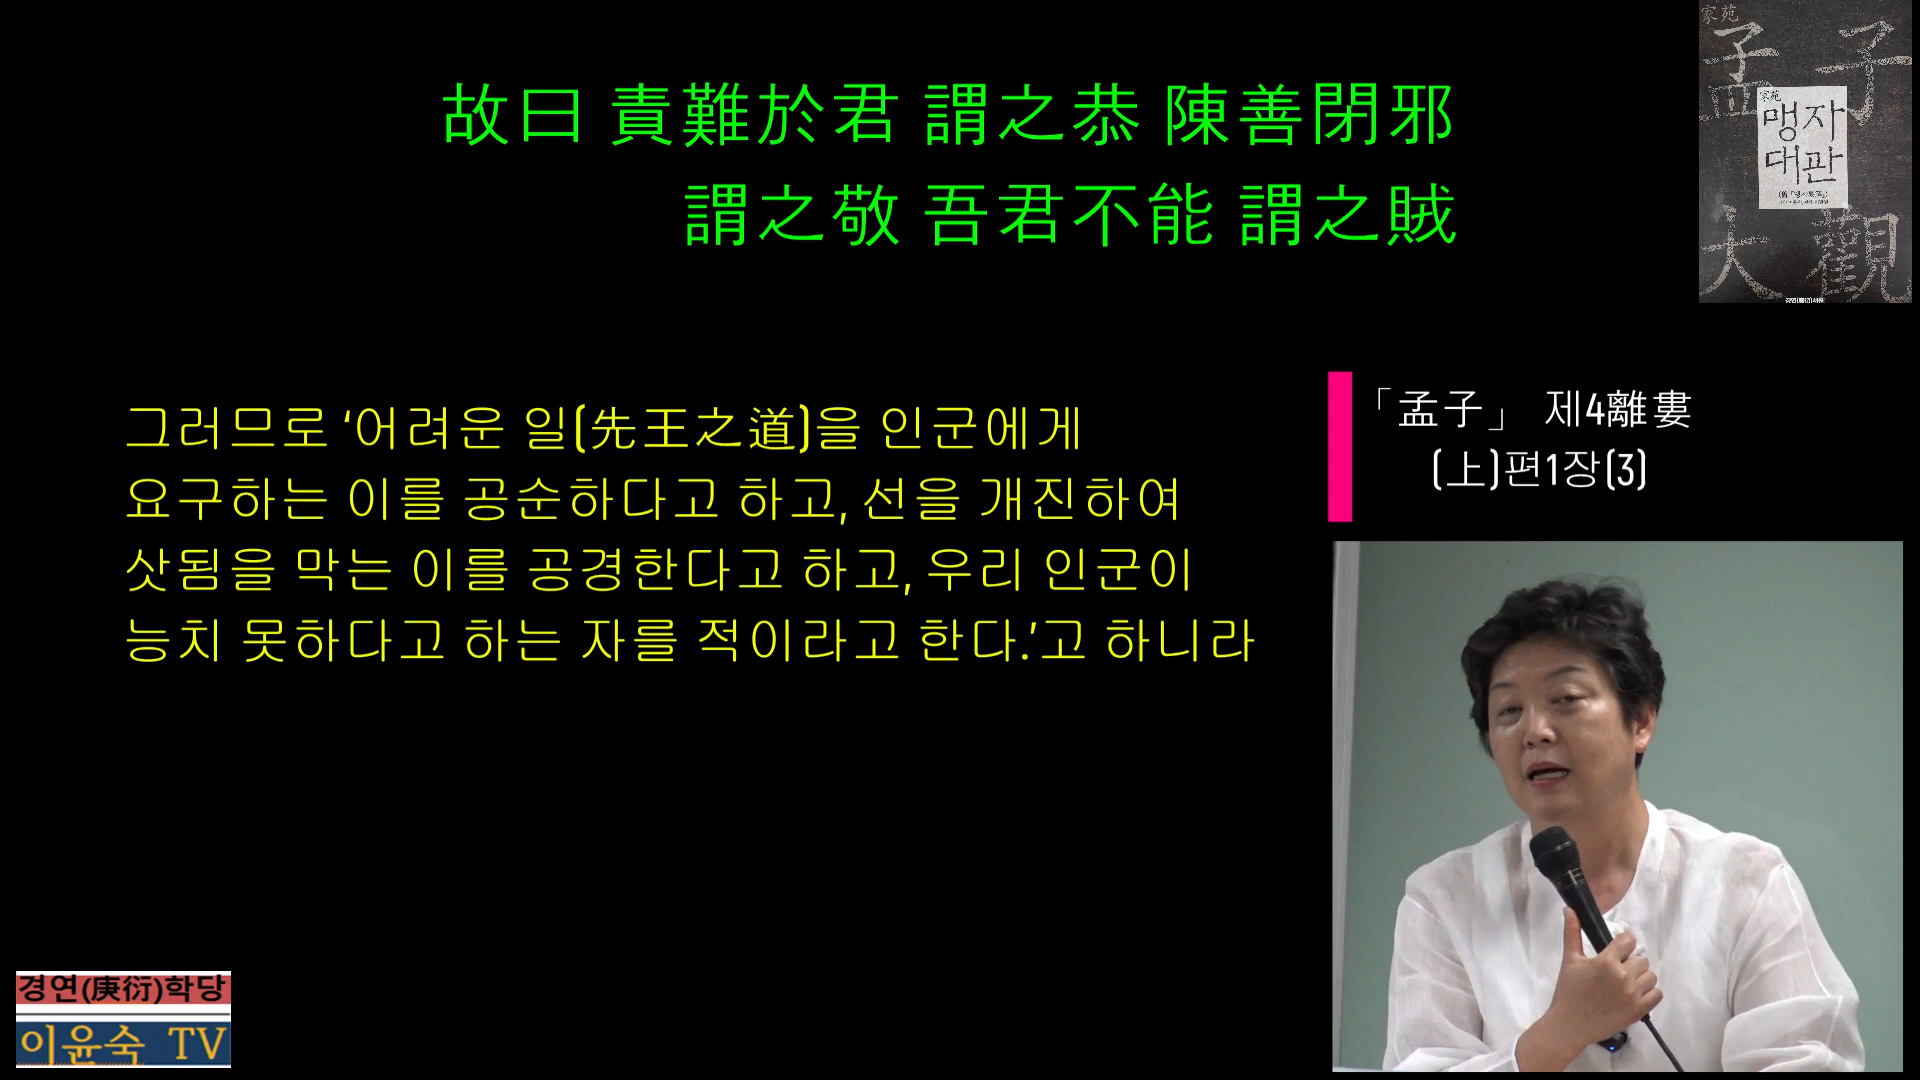 故曰 責難於君 謂之恭 陳善閉邪
謂之敬 吾君不能 謂之賊
그러므로 ‘어려운 일(先王之道)을 인군에게
요구하는 이를 공순하다고 하고, 선을 개진하여
삿됨을 막는 이를 공경한다고 하고, 우리 인군이
능치 못하다고 하는 자를 적이라고 한다.’고 하니라
「孟子」 제4離婁
(上)편1장(3)
家苑
孟子
家苑
맹자
대관
大觀
경연(庚衍)학당
이윤숙 TV